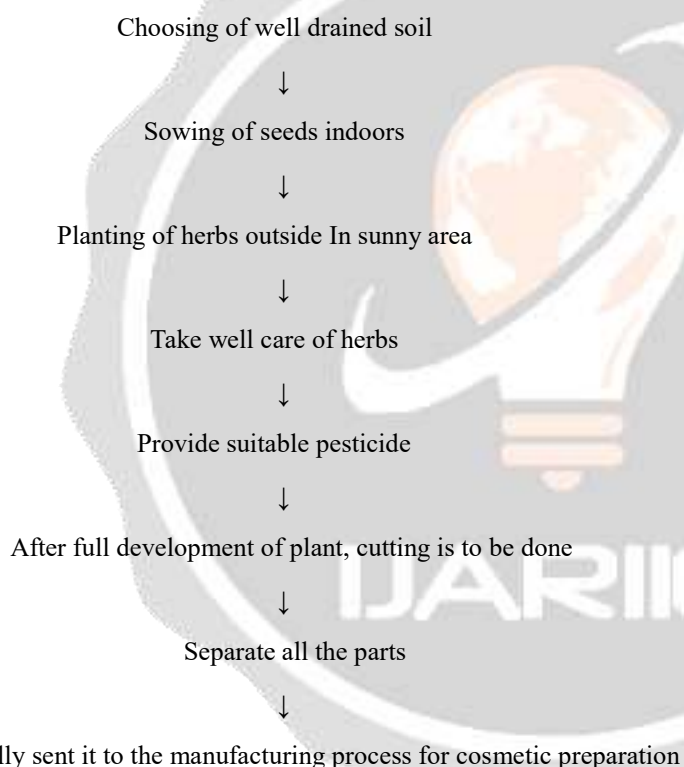 Choosing of well drained soil
↓
Sowing of seeds indoors
↓
Planting of herbs outside In sunny area
↓
Take well care of herbs
↓
Provide suitable pesticide
↓
After full development of plant, cutting is to be done
↓
Separate all the parts
↓
sent it to the manufacturing process for cosmetic preparation